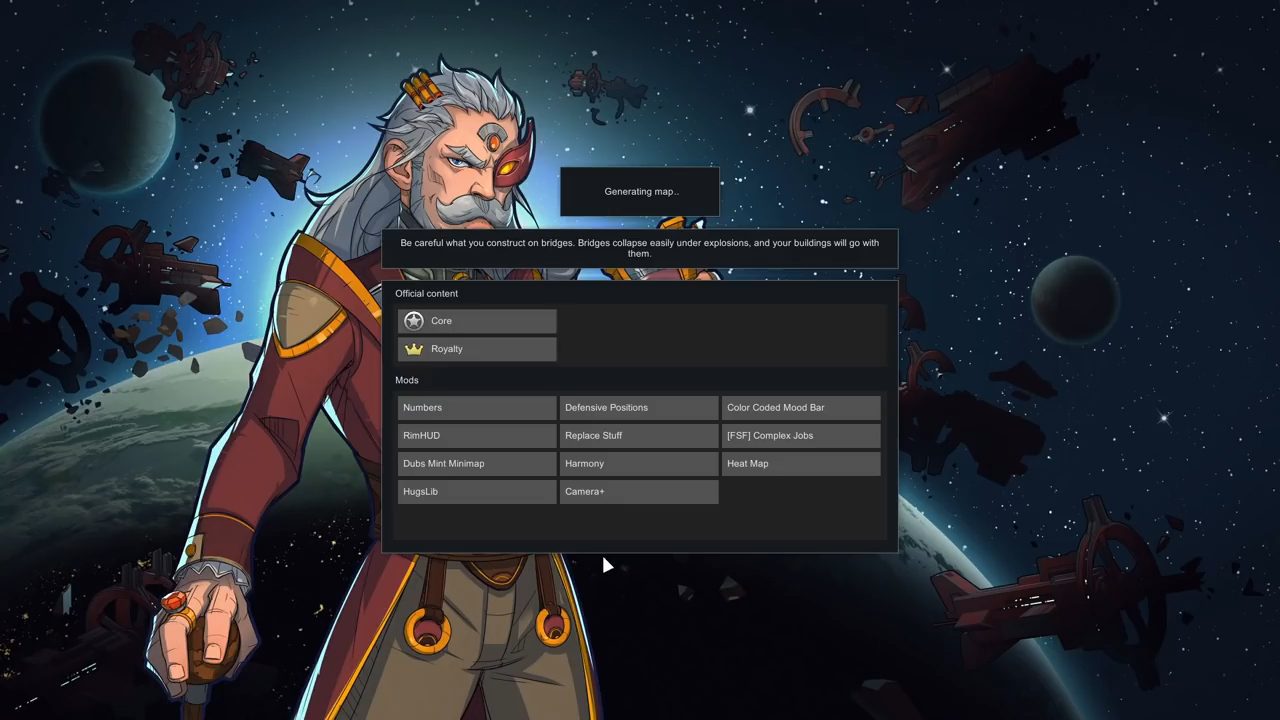 Generating map..
Be careful what you construct on bridges. Bridges collapse easily under explosions, and your buildings will go with
them.
Official content
Core
Royalty
Mods
Numbers
Defensive Positions
Color Coded Mood Bar
RimHUD
Replace Stuff
[FSF] Complex Jobs
Dubs Mint Minimap
Harmony
Heat Map
HugsLib
Camera+